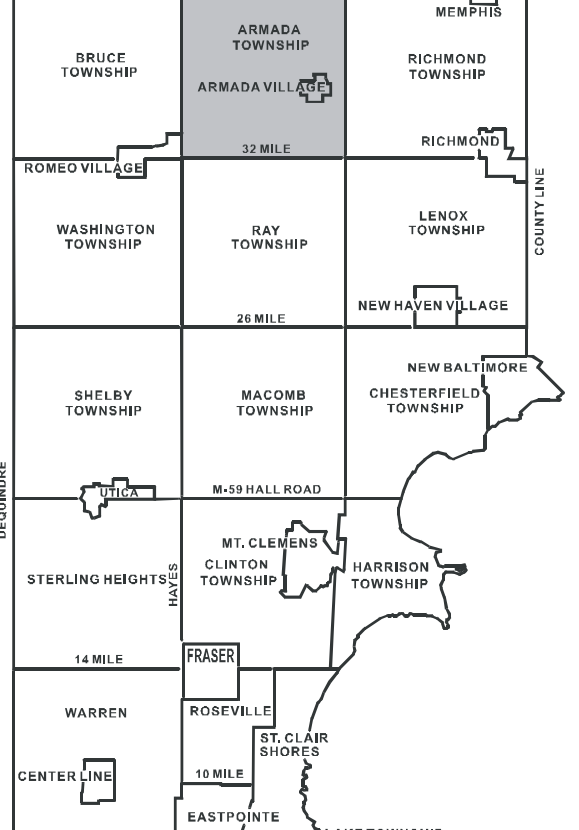 MEMPHIS
ARMADA
TOWNSHIP
BRUCE
TOWNSHIP
RICHMOND
TOWNSHIP
ARMADA VILLAGE
RICHMOND
32 MILE
ROMEO VILLAGE
COUNTY LINE
WASHINGTON
TOWNSHIP
RAY
TOWNSHIP
LENOX
TOWNSHIP
NEW HAVEN VILLAGE
26 MILE
NEW BALTIMORE
SHELBY
TOWNSHIP
MACOMB
TOWNSHIP
CHESTERFIELD
TOWNSHIP
DEQUINDRE
UTICA
M-59 HALL ROAD
MT. CLEMENS
CLINTON
TOWNSHIP
HARRISON
TOWNSHIP
STERLING HEIGHTS
HAYES
14 MILE
FRASER
WARREN
ROSEVILLE
ST. CLAIR
SHORES
CENTER LINE
10 MILE
EASTPOINTE